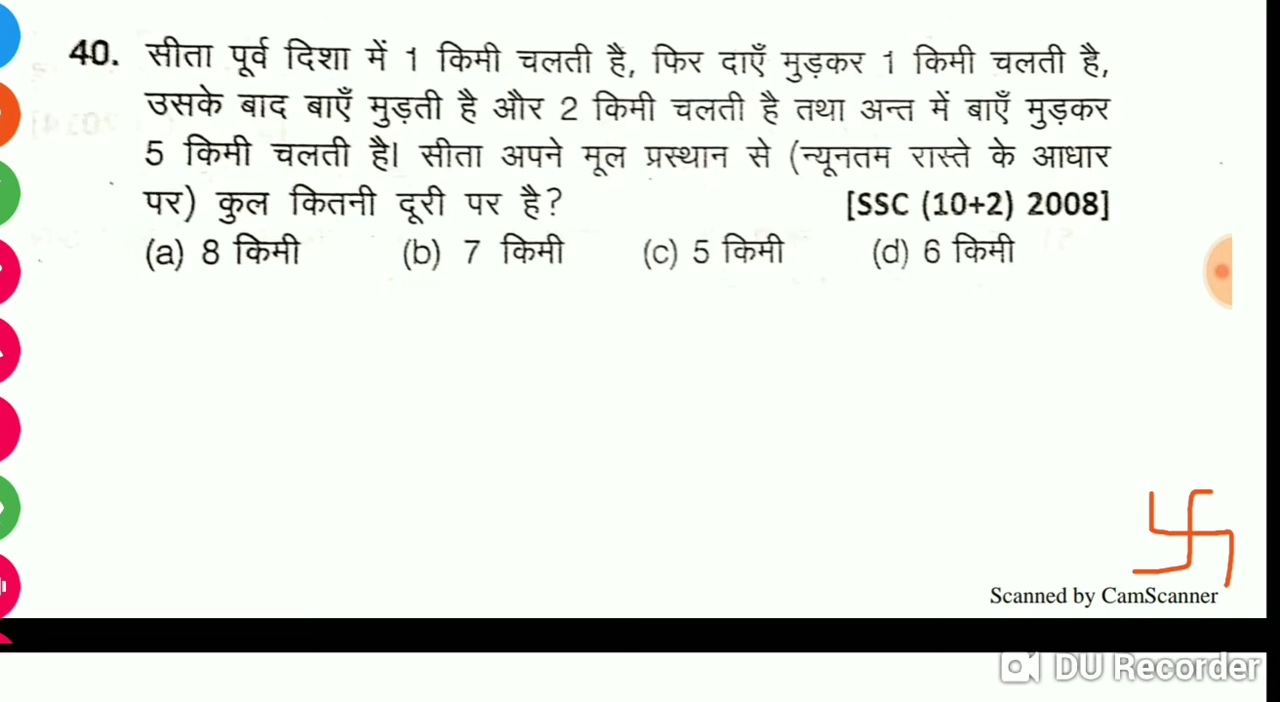 40. सीता पूर्व दिशा में 1 किमी चलती है, फिर दाएँ मुड़कर 1 किमी चलती है,
उसके बाद बाएँ मुड़ती है और 2 किमी चलती है तथा अन्त में बाएँ मुड़कर
5 किमी चलती है। सीता अपने मूल प्रस्थान से (न्यूनतम रास्ते के आधार
पर) कुल कितनी दूरी पर है? [SSC (10+2) 2008]
(a) 8 किमी (b) 7 किमी (c) 5 किमी (d) 6 किमी
Scanned by CamScanner
DU Recorder